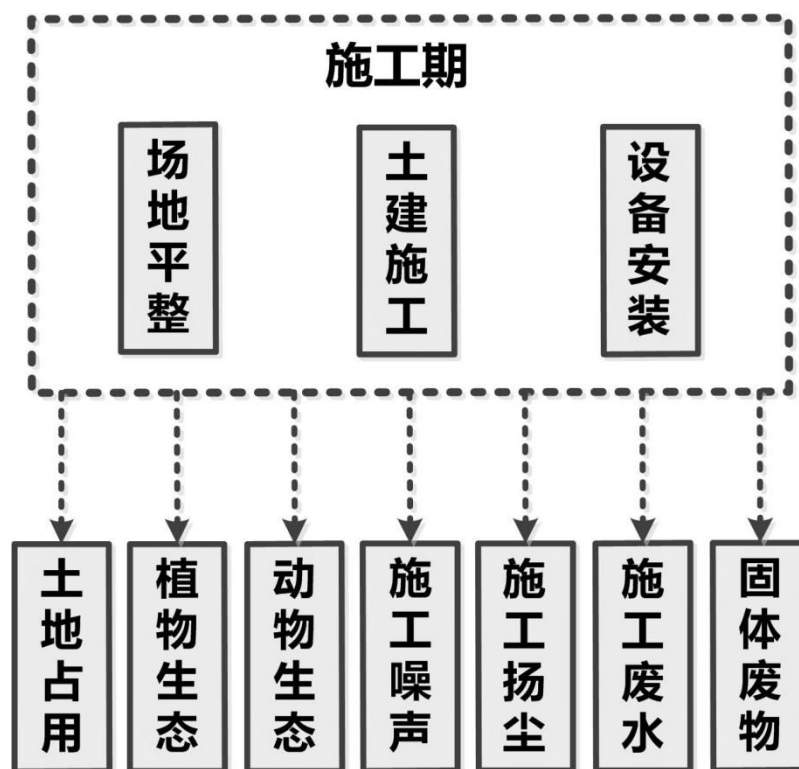 施工期
场地平整
土建施工
设备安装
土地占用
植物生态
动物生态
施工噪声
施工扬尘
施工废水
固体废物